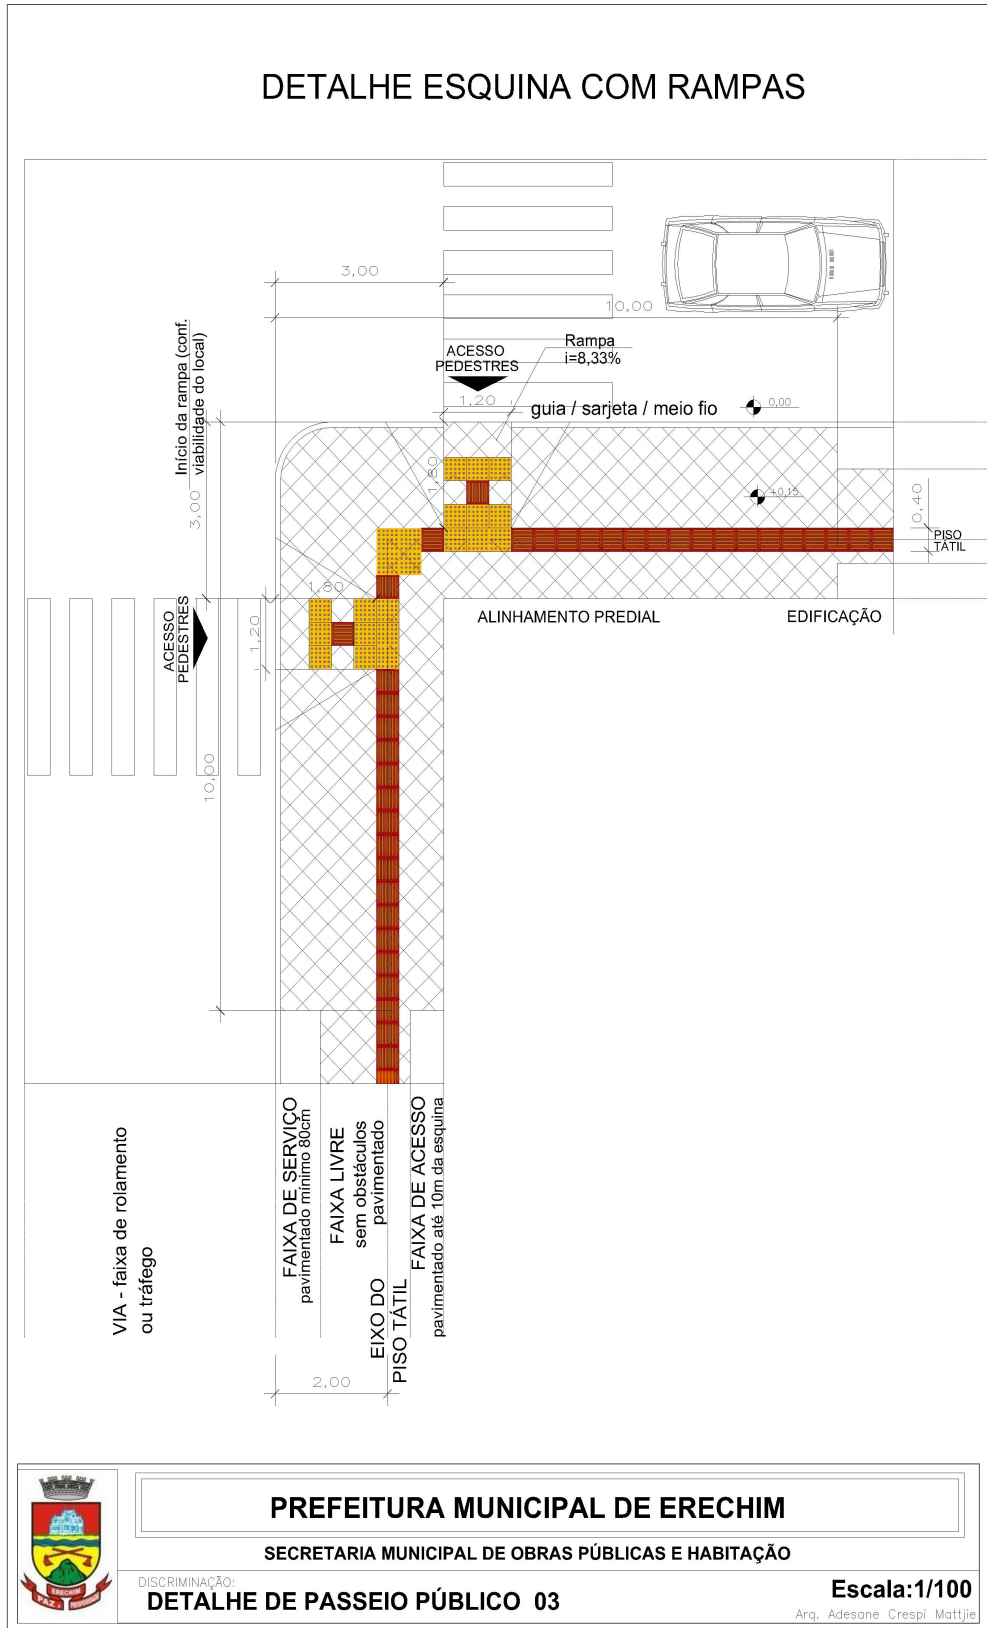 DETALHE ESQUINA COM RAMPAS
3,00
10,00
Início da rampa (conf.
viabilidade do local)
ACESSO
PEDESTRES
Rampa
i=8,33%
1,20
guia / sarjeta / meio fio
0,00
1,80
+0,15
0,40
PISO
TÁTIL
3,00
1,80
ALINHAMENTO PREDIAL
EDIFICAÇÃO
ACESSO
PEDESTRES
1,20
10,00
VIA - faixa de rolamento
ou tráfego
FAIXA DE SERVIÇO
pavimentado mínimo 80cm
FAIXA LIVRE
sem obstáculos
pavimentado
EIXO DO
PISO TÁTIL
FAIXA DE ACESSO
pavimentado até 10m da esquina
2,00
PREFEITURA MUNICIPAL DE ERECHIM
SECRETARIA MUNICIPAL DE OBRAS PÚBLICAS E HABITAÇÃO
DISCRIMINAÇÃO:
DETALHE DE PASSEIO PÚBLICO 03
Escala:1/100
Arq. Adesane Crespi Mattjie
ERECHIM
PAZ e PROSPERIDADE